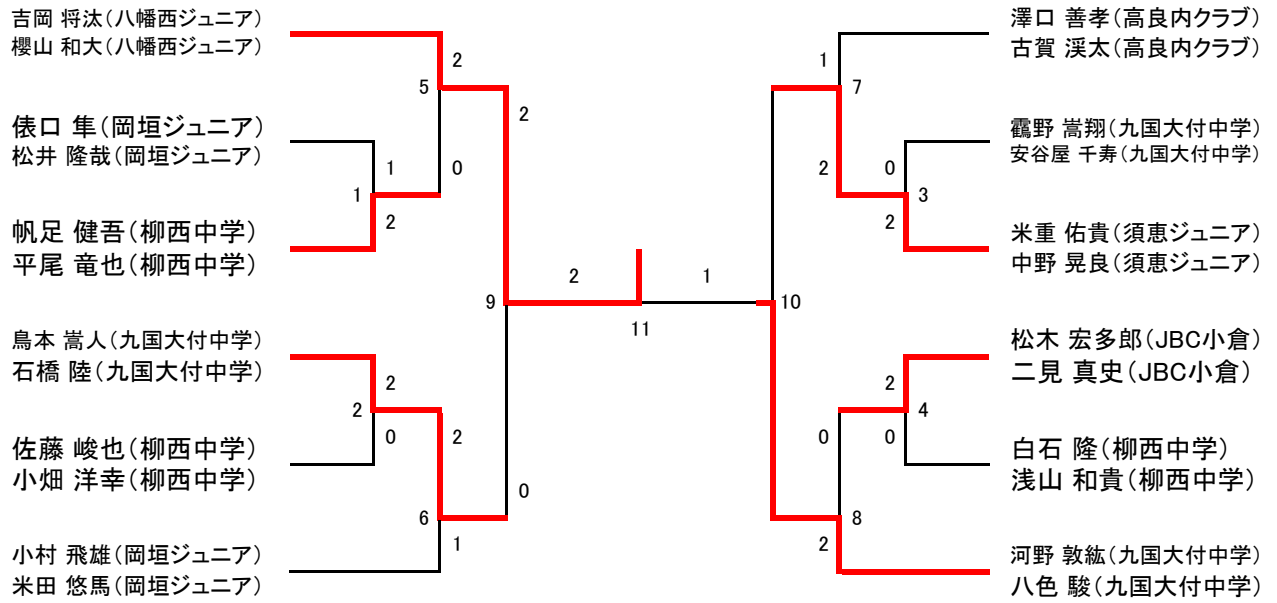 吉岡 将汰(八幡西ジュニア)
櫻山 和大(八幡西ジュニア)
俵口 隼(岡垣ジュニア)
松井 隆哉(岡垣ジュニア)
帆足 健吾(柳西中学)
平尾 竜也(柳西中学)
鳥本 嵩人(九国大付中学)
石橋 陸(九国大付中学)
佐藤 峻也(柳西中学)
小畑 洋幸(柳西中学)
小村 飛雄(岡垣ジュニア)
米田 悠馬(岡垣ジュニア)
2
5
2
1
0
1
2
2
9
11
1
2
2
2
0
0
6
1
1
7
2
0
3
2
10
2
4
0
0
8
2
澤口 善孝(高良内クラブ)
古賀 渓太(高良内クラブ)
靍野 嵩翔(九国大付中学)
安谷屋 千寿(九国大付中学)
米重 佑貴(須恵ジュニア)
中野 晃良(須恵ジュニア)
松木 宏多郎(JBC小倉)
二見 真史(JBC小倉)
白石 隆(柳西中学)
浅山 和貴(柳西中学)
河野 敦紘(九国大付中学)
八色 駿(九国大付中学)